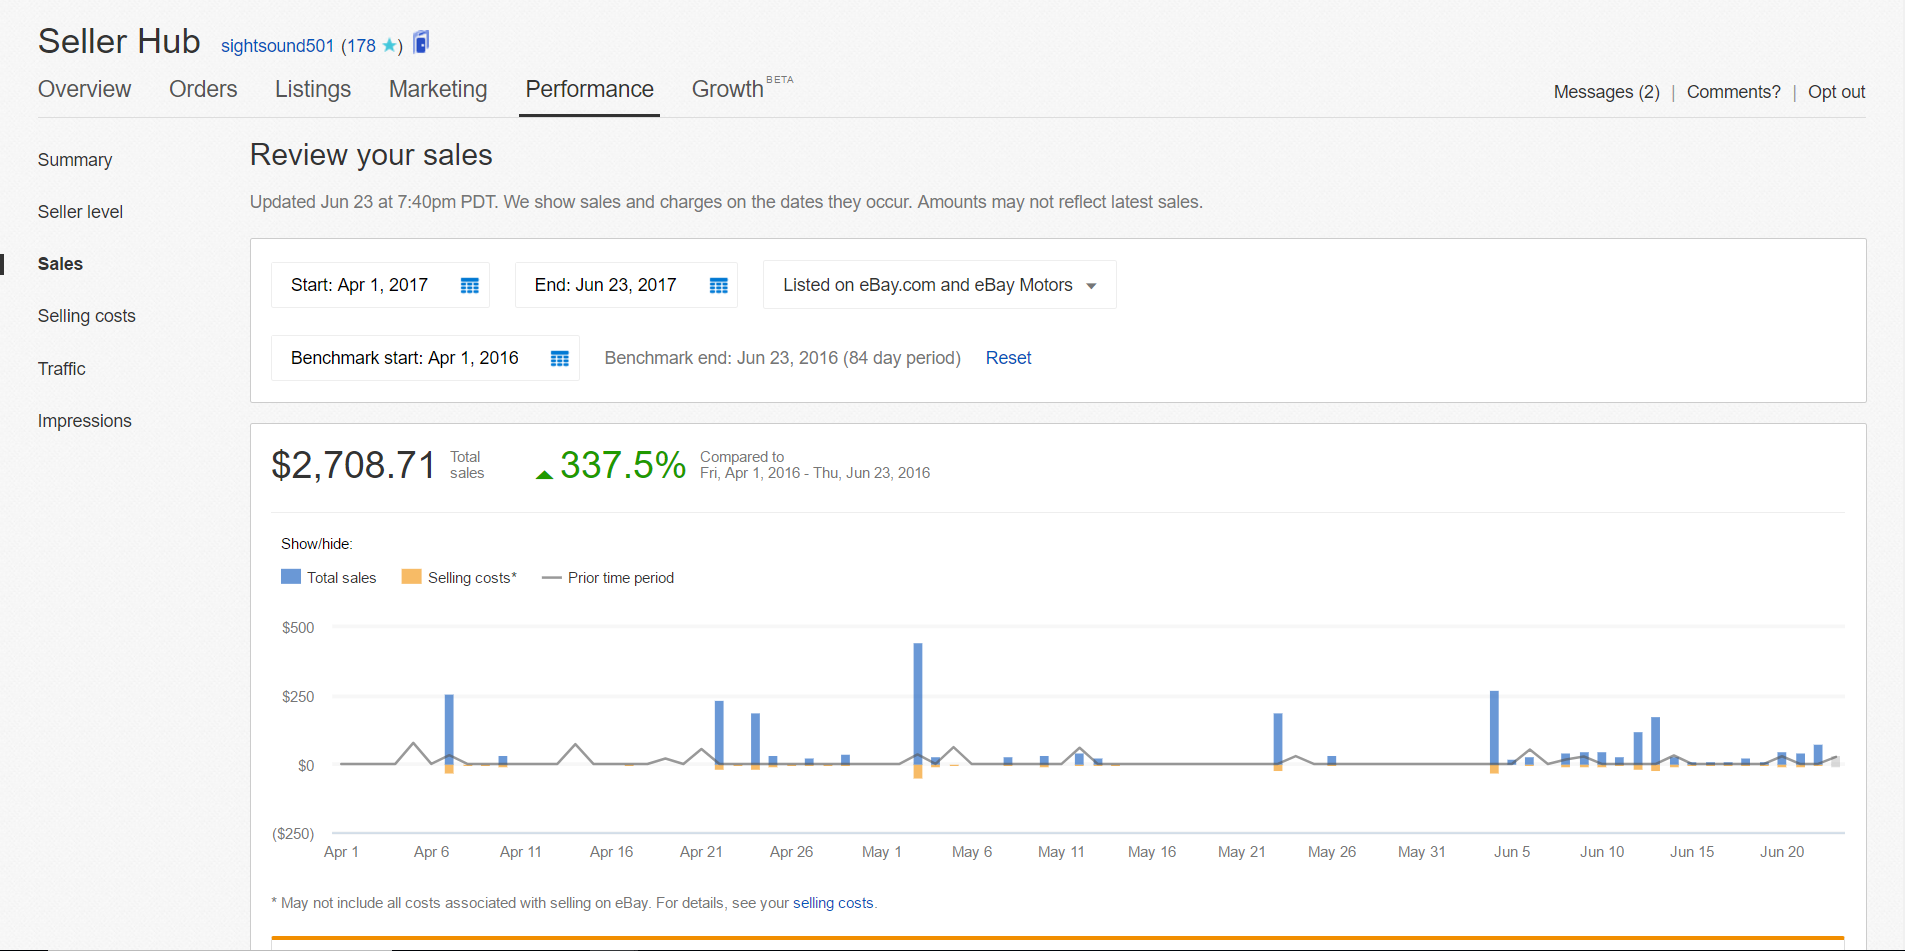 Seller Hub sightsound501 (178 ★)
Overview Orders Listings Marketing Performance Growth BETA
Messages (2) | Comments? | Opt out
Summary
Seller level
Sales
Selling costs
Traffic
Impressions
Review your sales
Updated Jun 23 at 7:40pm PDT. We show sales and charges on the dates they occur. Amounts may not reflect latest sales.
Start: Apr 1, 2017 End: Jun 23, 2017 Listed on eBay.com and eBay Motors
Benchmark start: Apr 1, 2016 Benchmark end: Jun 23, 2016 (84 day period) Reset
$2,708.71 Total sales 337.5% Compared to
Fri, Apr 1, 2016 - Thu, Jun 23, 2016
Show/hide:
Total sales Selling costs* Prior time period
$500
$250
$0
($250)
Apr 1 Apr 6 Apr 11 Apr 16 Apr 21 Apr 26 May 1 May 6 May 11 May 16 May 21 May 26 May 31 Jun 5 Jun 10 Jun 15 Jun 20
* May not include all costs associated with selling on eBay. For details, see your selling costs.